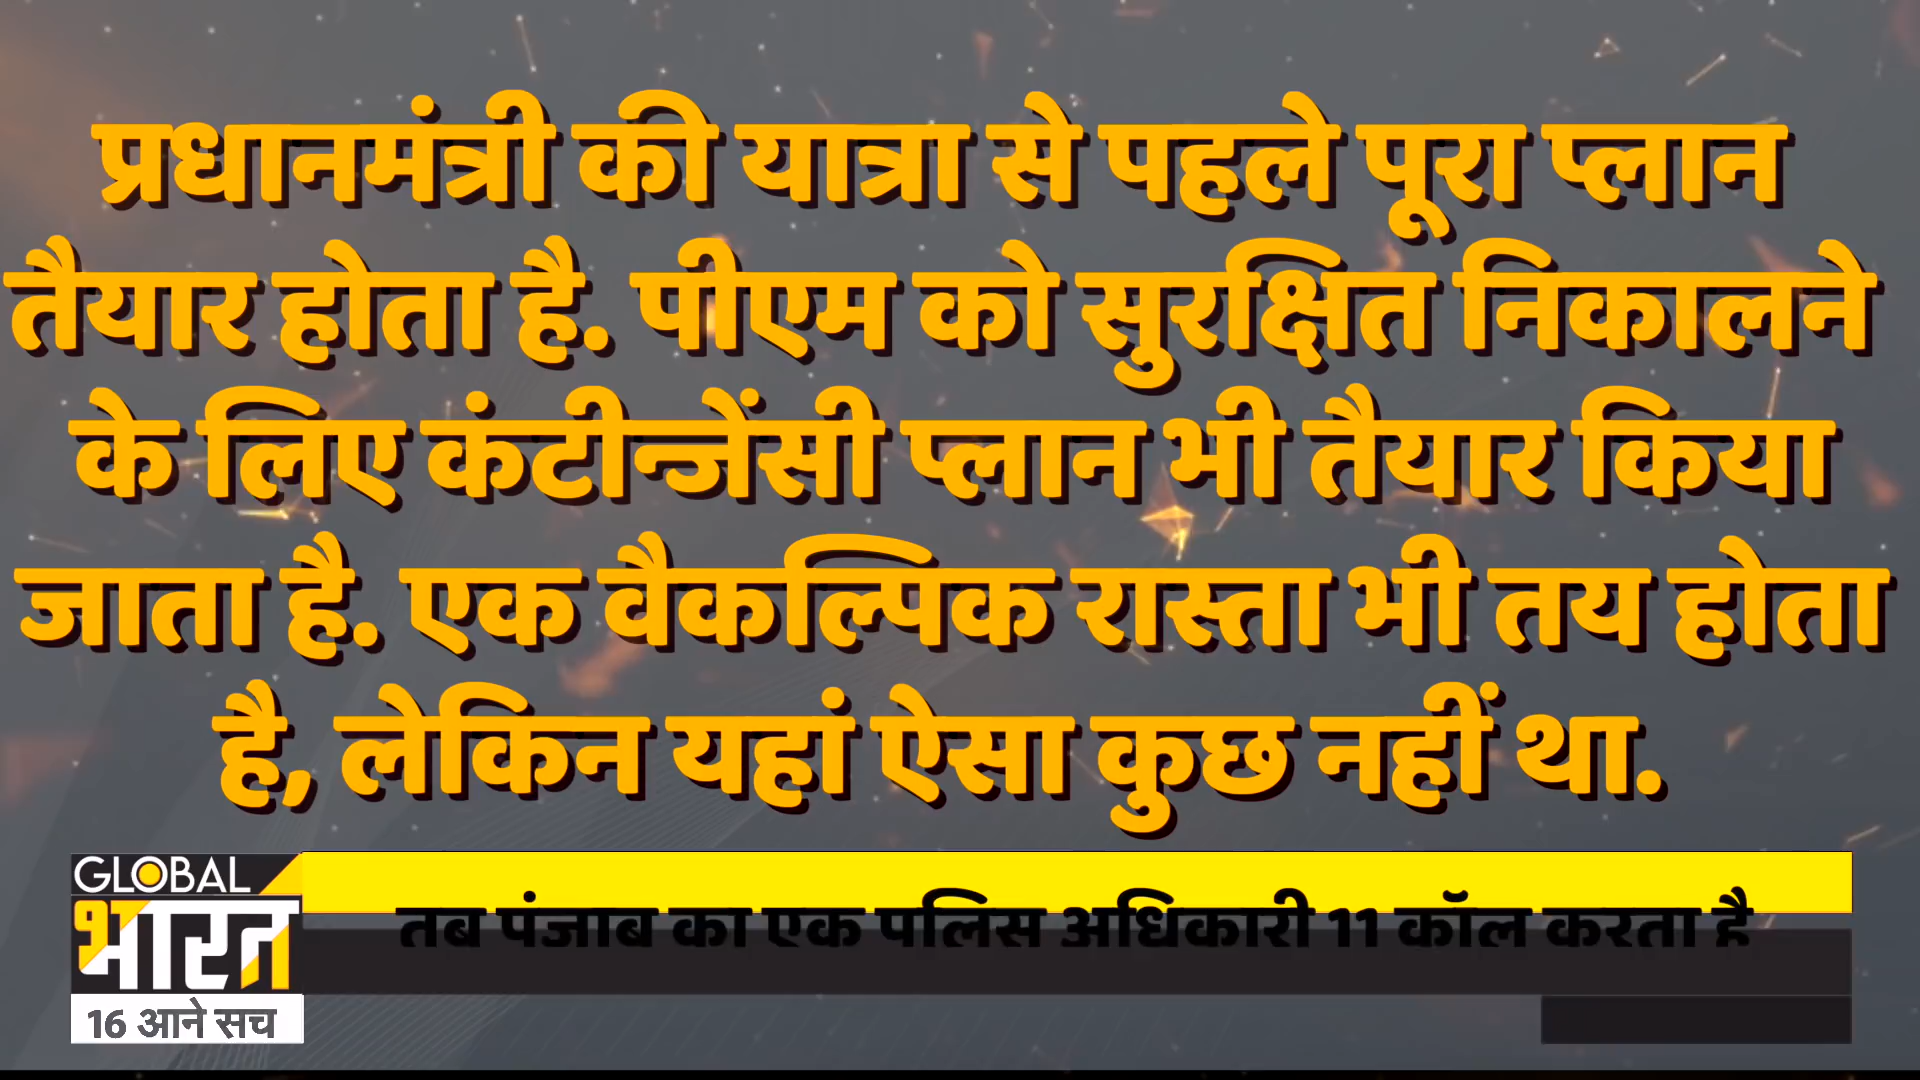 प्रधानमंत्री की यात्रा से पहले पूरा प्लान
तैयार होता है. पीएम को सुरक्षित निकालने
के लिए कंटीन्जेंसी प्लान भी तैयार किया
जाता है. एक वैकल्पिक रास्ता भी तय होता
है, लेकिन यहां ऐसा कुछ नहीं था.
GLOBAL
भारत
16 आने सच
तब पंजाब का एक पुलिस अधिकारी 11 कॉल करता है